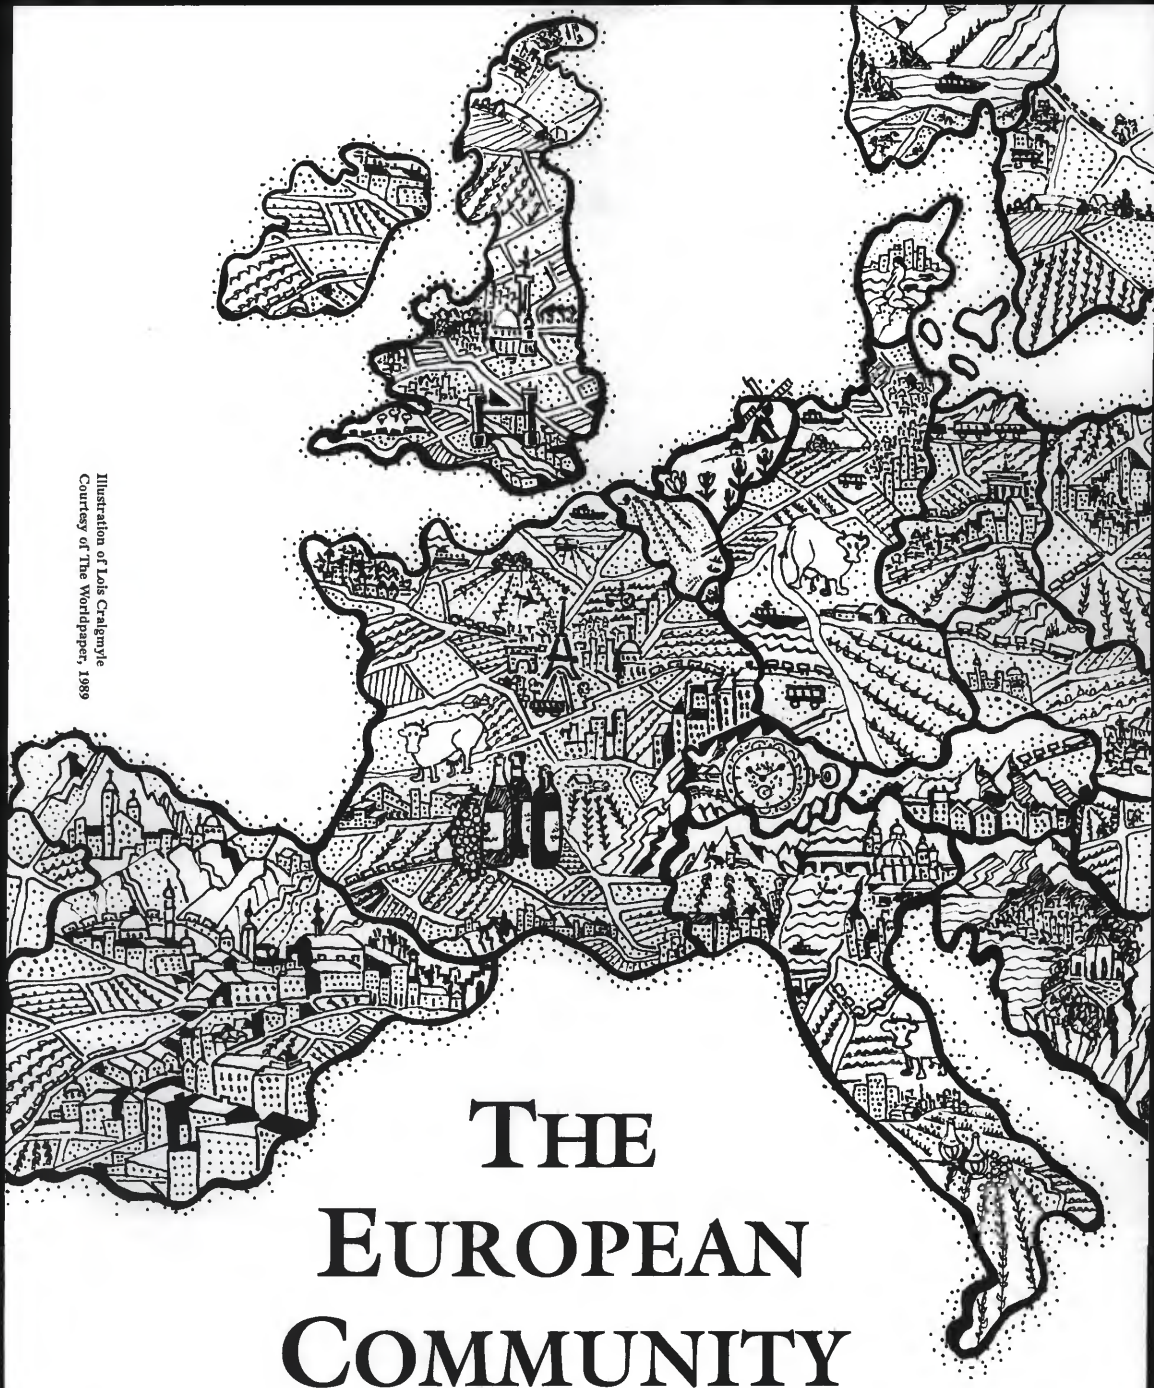 Illustration of Lois Craigmyle
Courtesy of The Worldpaper, 1989
THE
EUROPEAN
COMMUNITY